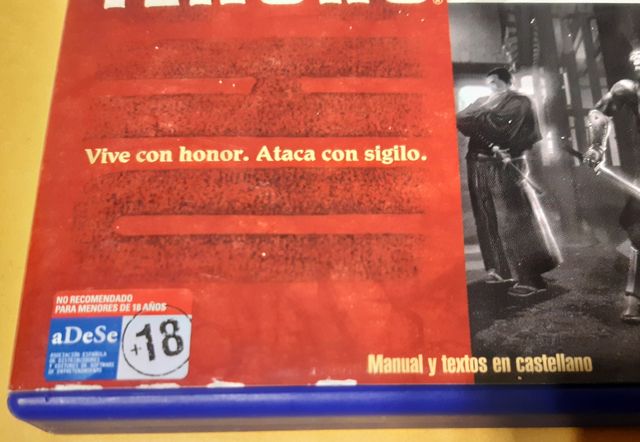 Vive con honor. Ataca con sigilo.
NO RECOMENDADO
PARA MENORES DE 18 AÑOS
aDeSe
+18
ASOCIACIÓN ESPAÑOLA
DE DISTRIBUIDORES
Y EDITORES DE SOFTWARE
DE ENTRETENIMIENTO
Manual y textos en castellano